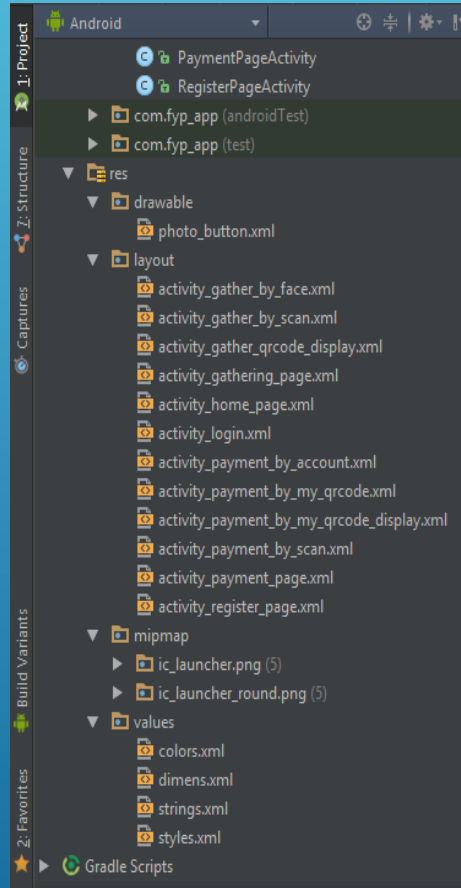 Android
PaymentPageActivity
RegisterPageActivity
com.fyp_app (androidTest)
com.fyp_app (test)
res
drawable
photo_button.xml
layout
activity_gather_by_face.xml
activity_gather_by_scan.xml
activity_gather_qrcode_display.xml
activity_gathering_page.xml
activity_home_page.xml
activity_login.xml
activity_payment_by_account.xml
activity_payment_by_my_qrcode.xml
activity_payment_by_my_qrcode_display.xml
activity_payment_by_scan.xml
activity_payment_page.xml
activity_register_page.xml
mipmap
ic_launcher.png (5)
ic_launcher_round.png (5)
values
colors.xml
dimens.xml
strings.xml
styles.xml
Gradle Scripts
1: Project
7: Structure
Captures
Build Variants
2: Favorites